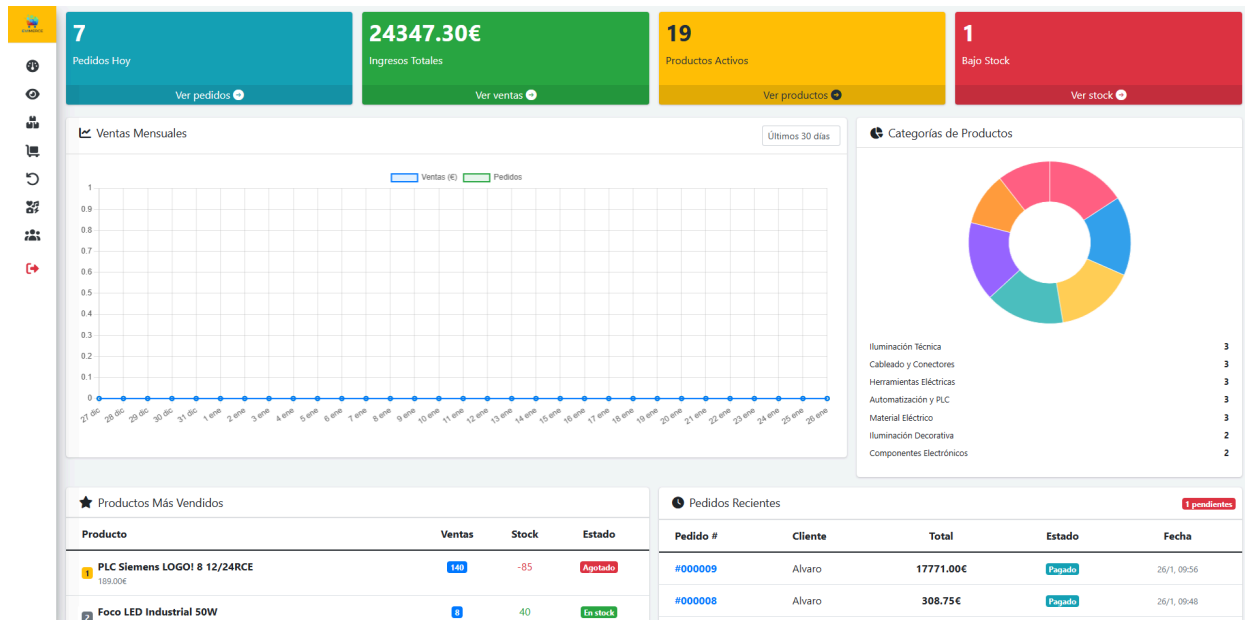 ECOMMERCE
7
Pedidos Hoy
Ver pedidos
24347.30€
Ingresos Totales
Ver ventas
19
Productos Activos
Ver productos
1
Bajo Stock
Ver stock
Ventas Mensuales
Últimos 30 días
Ventas (€) Pedidos
1
0.9
0.8
0.7
0.6
0.5
0.4
0.3
0.2
0.1
0
27 dic 28 dic 29 dic 30 dic 31 dic 1 ene 2 ene 3 ene 4 ene 5 ene 6 ene 7 ene 8 ene 9 ene 10 ene 11 ene 12 ene 13 ene 14 ene 15 ene 16 ene 17 ene 18 ene 19 ene 20 ene 21 ene 22 ene 23 ene 24 ene 25 ene 26 ene
Categorías de Productos
Iluminación Técnica 3
Cableado y Conectores 3
Herramientas Eléctricas 3
Automatización y PLC 3
Material Eléctrico 3
Iluminación Decorativa 2
Componentes Electrónicos 2
Productos Más Vendidos
Producto Ventas Stock Estado
1 PLC Siemens LOGO! 8 12/24RCE 140 -85 Agotado
189.00€
2 Foco LED Industrial 50W 8 40 En stock
Pedidos Recientes 1 pendientes
Pedido # Cliente Total Estado Fecha
#000009 Alvaro 17771.00€ Pagado 26/1, 09:56
#000008 Alvaro 308.75€ Pagado 26/1, 09:48